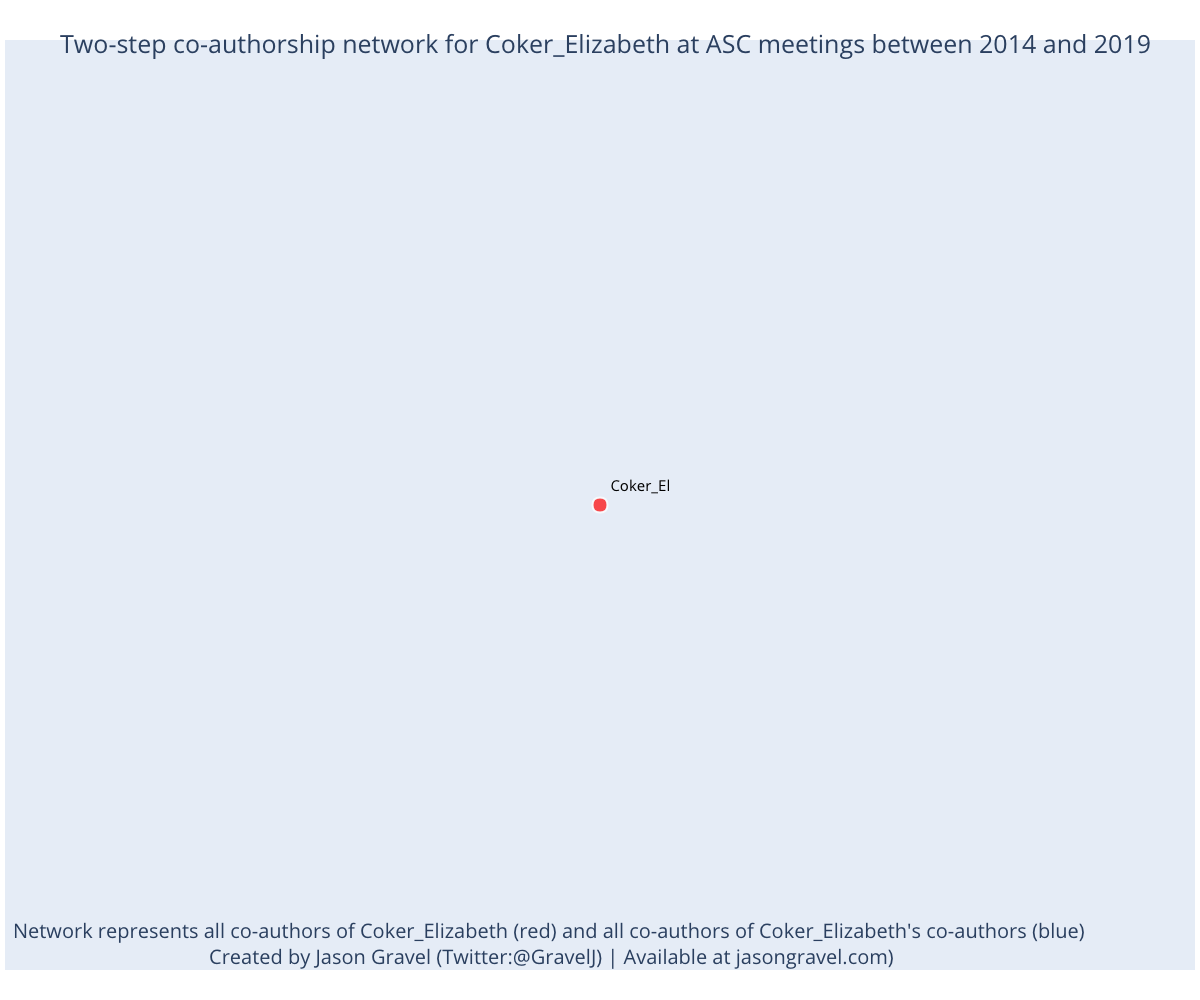 Two-step co-authorship network for Coker_Elizabeth at ASC meetings between 2014 and 2019
Coker_El
Network represents all co-authors of Coker_Elizabeth (red) and all co-authors of Coker_Elizabeth's co-authors (blue)
Created by Jason Gravel (Twitter:@GravelJ) | Available at jasongravel.com)